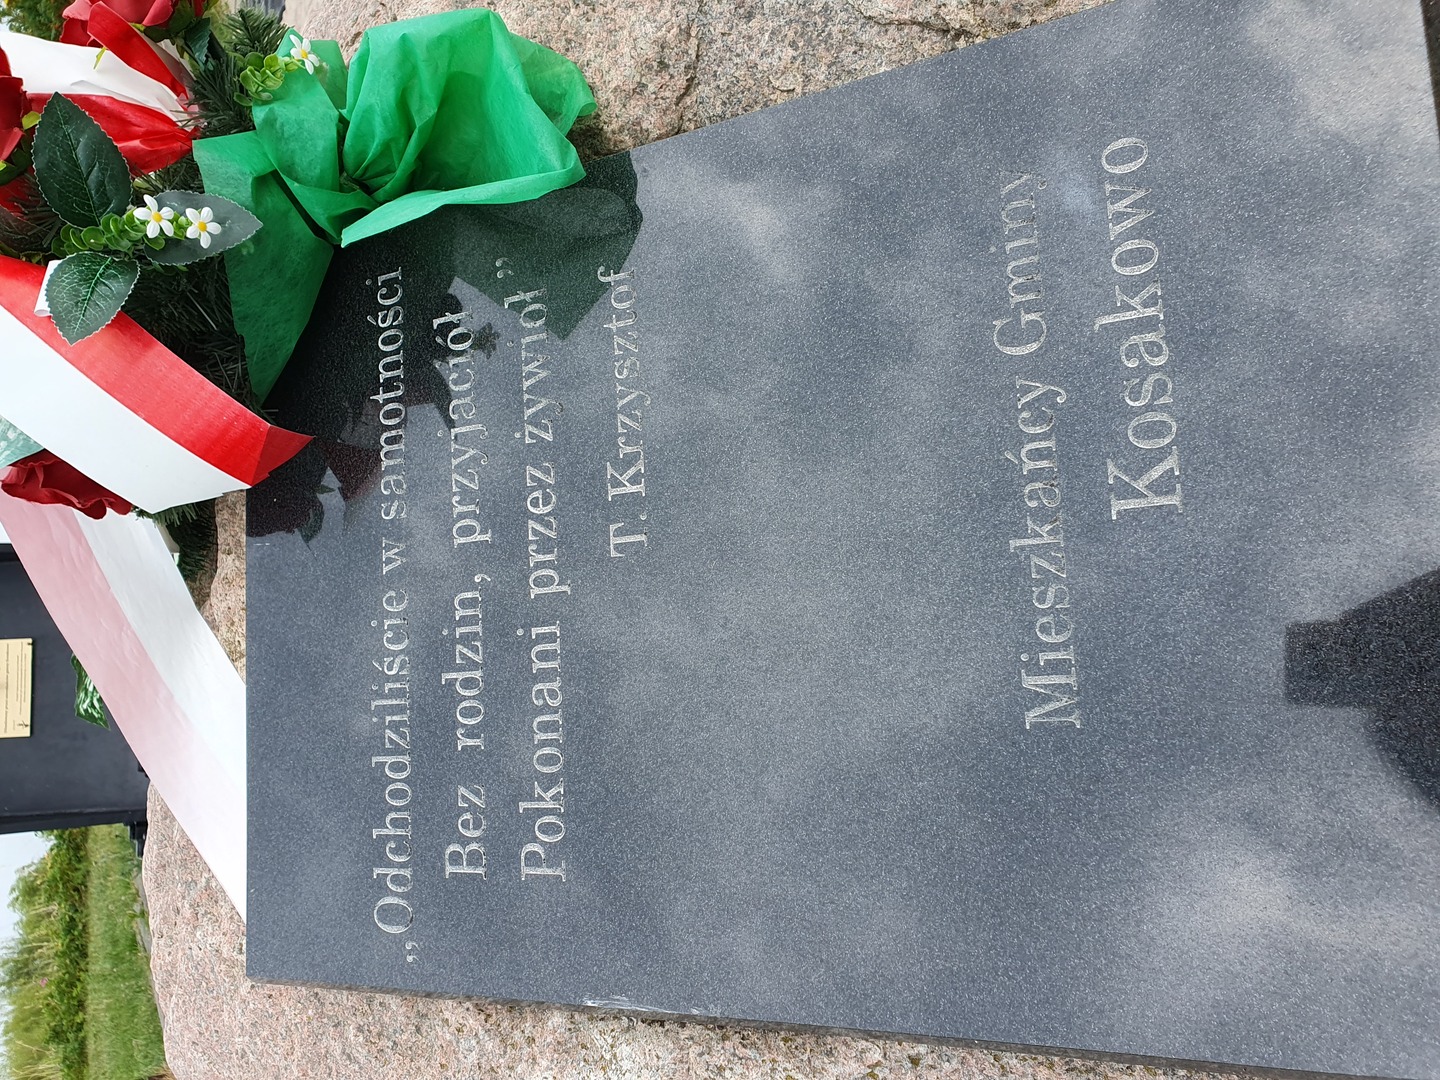 „Odchodziliście w samotności
Bez rodzin, przyjaciół
Pokonani przez żywioł”
T. Krzysztof
Mieszkańcy Gminy
Kosakowo